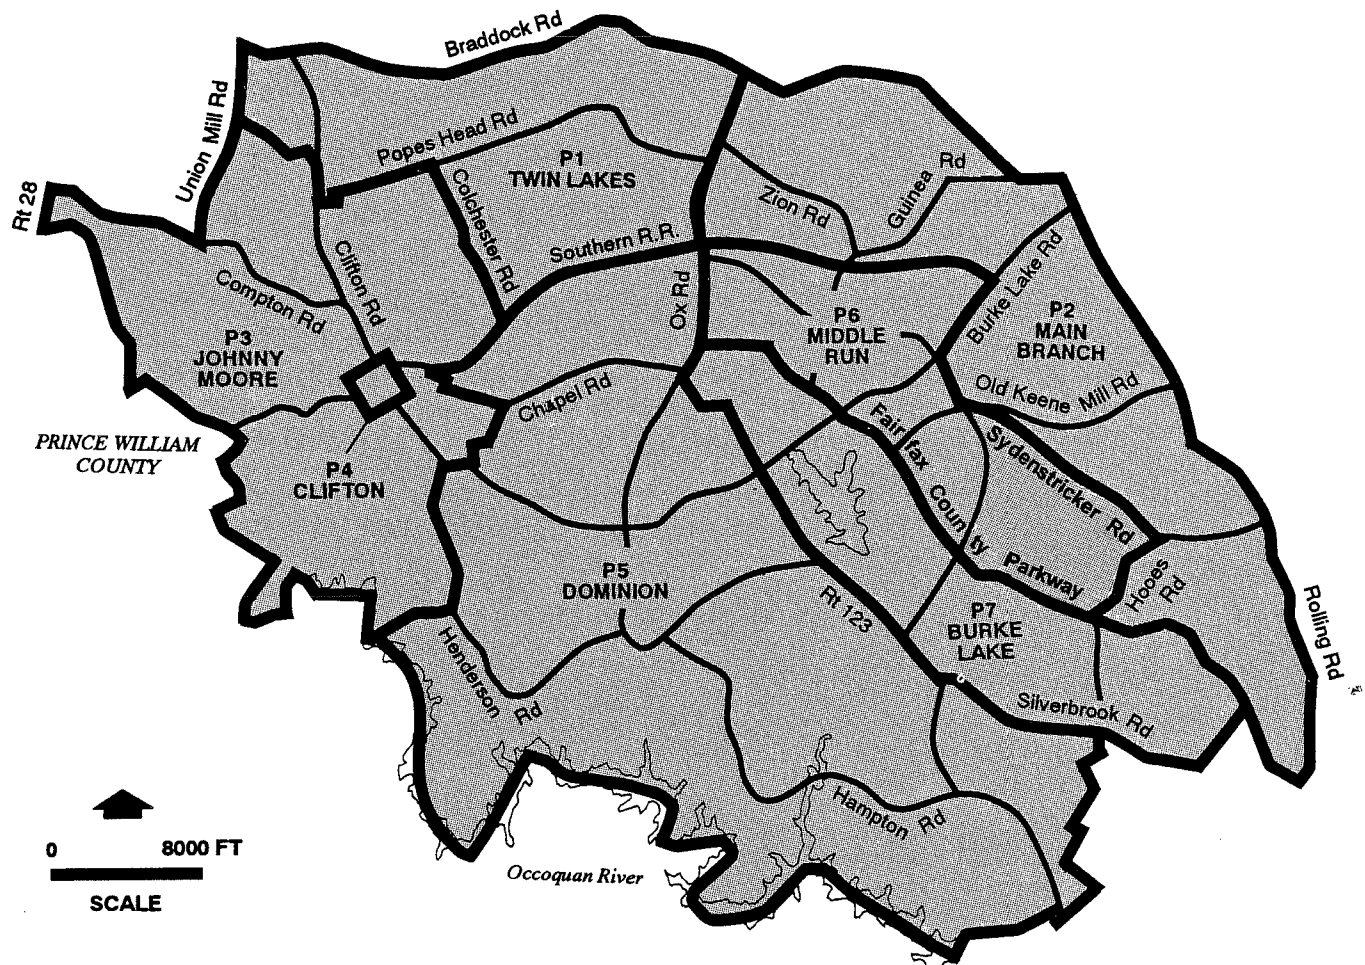 Braddock Rd
Union Mill Rd
Popes Head Rd
P1
TWIN LAKES
Rd
Guinea
Zion Rd
Rt 28
Colchester Rd
Southern R.R.
Clifton Rd
Compton Rd
Ox Rd
Burke Lake Rd
P6
MIDDLE
RUN
P2
MAIN
BRANCH
P3
JOHNNY
MOORE
Chapel Rd
Old Keene Mill Rd
Fairfax County Parkway
Sydenstricker Rd
PRINCE WILLIAM
COUNTY
P4
CLIFTON
P5
DOMINION
Rt 123
Hooes
Rd
P7
BURKE
LAKE
Rolling Rd
Henderson
Rd
Silverbrook Rd
Hampton Rd
Occoquan River
0 8000 FT
SCALE